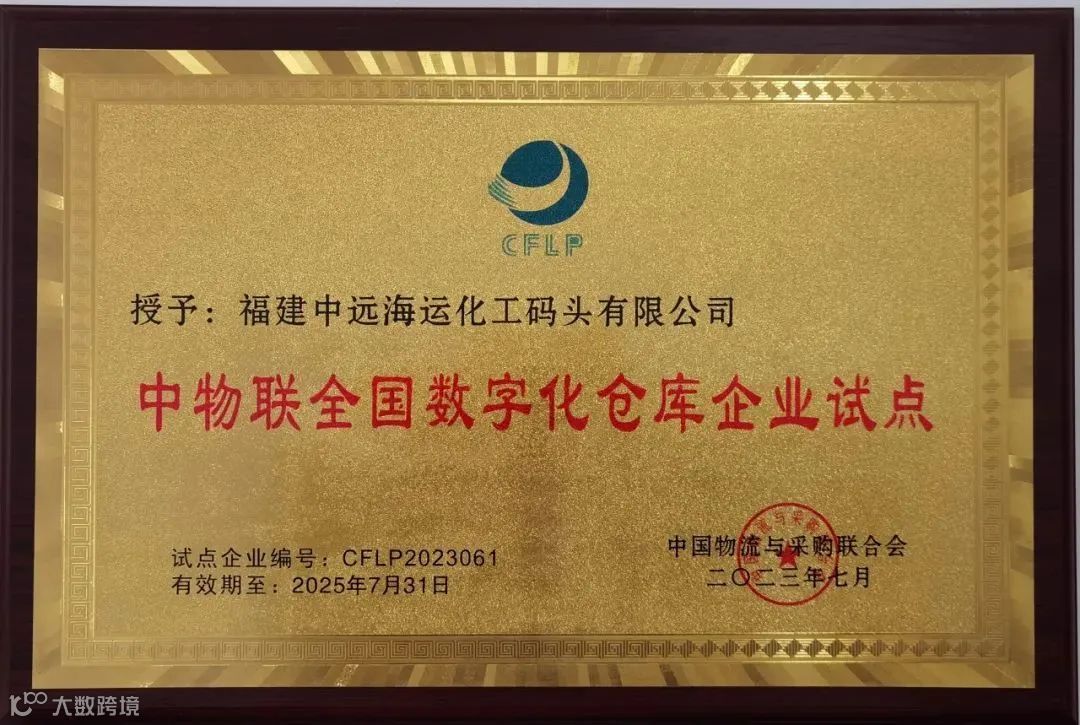 CFLP
授予：福建中远海运化工码头有限公司
中物联全国数字化仓库企业试点
试点企业编号：CFLP2023061
有效期至：2025年7月31日
中国物流与采购联合会
二〇二三年七月
大数跨境